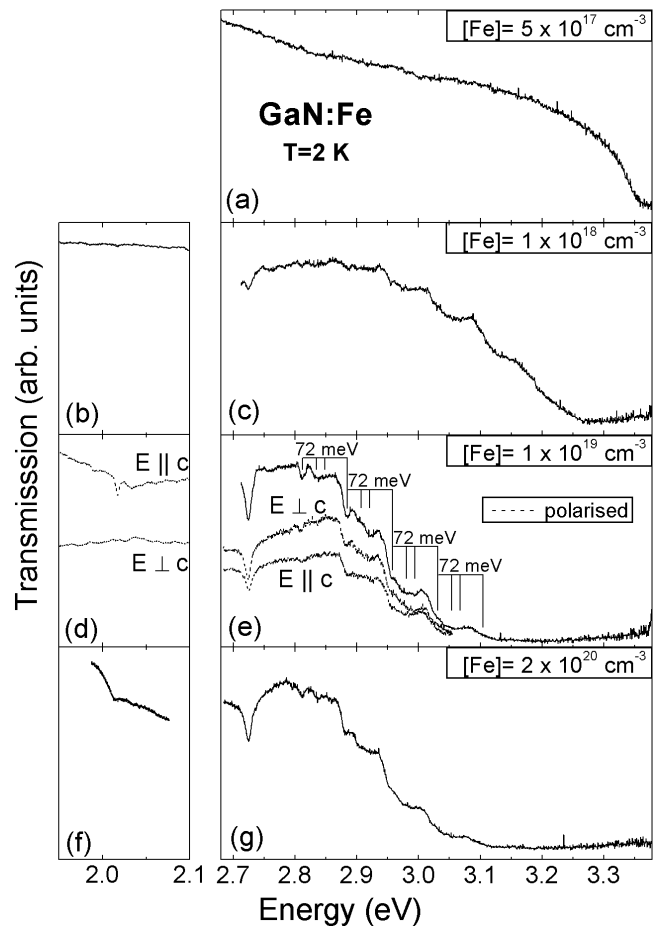 [Fe]= 5 x 10^17 cm^-3
GaN:Fe
T=2 K
(a)
[Fe]= 1 x 10^18 cm^-3
(b)
(c)
[Fe]= 1 x 10^19 cm^-3
72 meV
E || c
72 meV
E ⊥ c
polarised
72 meV
E ⊥ c
72 meV
E || c
(d)
(e)
[Fe]= 2 x 10^20 cm^-3
(f)
(g)
Transmisssion (arb. units)
2.0 2.1 2.7 2.8 2.9 3.0 3.1 3.2 3.3
Energy (eV)